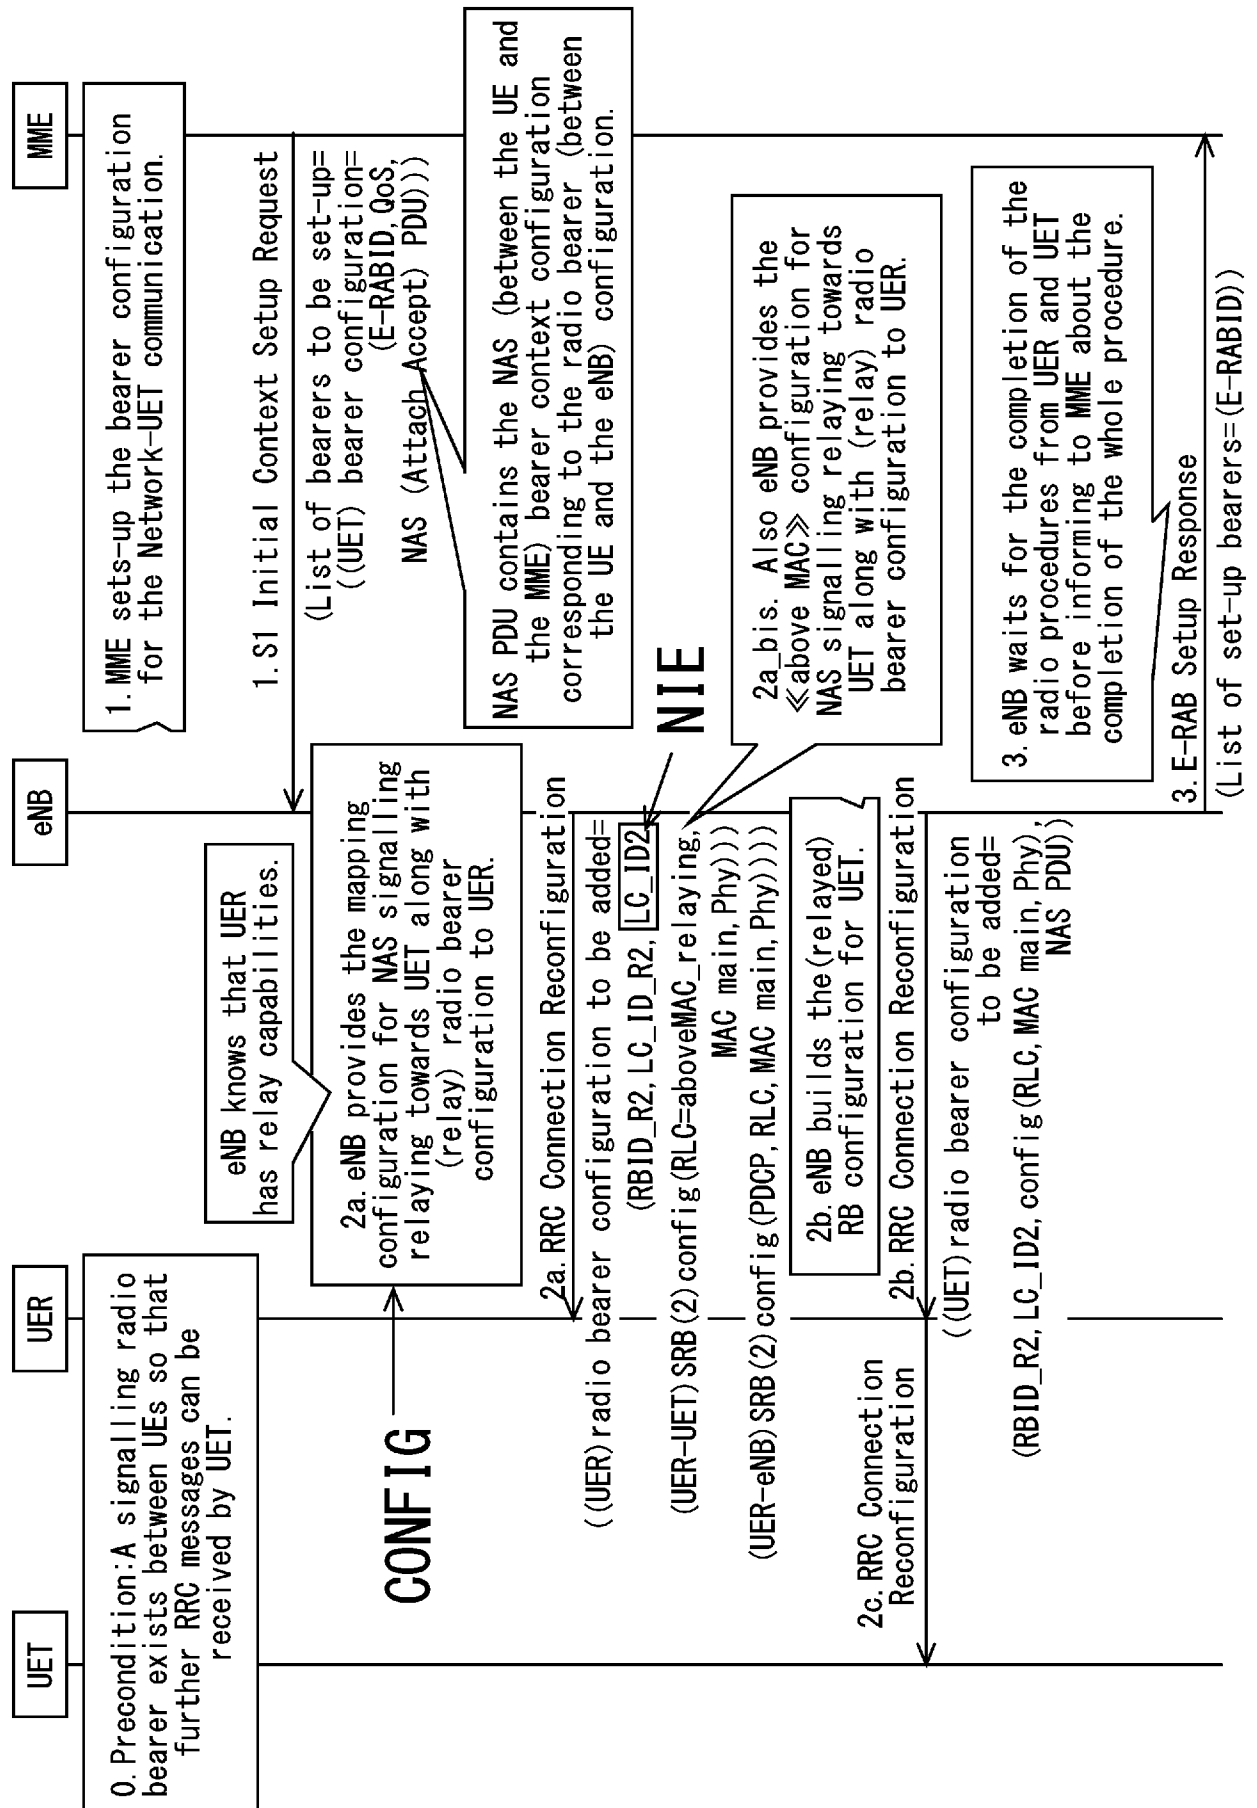 UET
UER
eNB
MME
0. Precondition:A signalling radio
bearer exists between UEs so that
further RRC messages can be
received by UET.
1. MME sets-up the bearer configuration
for the Network-UET communication.
eNB knows that UER
has relay capabilities.
1. S1 Initial Context Setup Request
(List of bearers to be set-up=
((UET) bearer configuration=
(E-RABID, QoS,
NAS (Attach Accept) PDU)))
CONFIG
2a. eNB provides the mapping
configuration for NAS signalling
relaying towards UET along with
(relay) radio bearer
configuration to UER.
NAS PDU contains the NAS (between the UE and
the MME) bearer context configuration
corresponding to the radio bearer (between
the UE and the eNB) configuration.
2a. RRC Connection Reconfiguration
((UER) radio bearer configuration to be added=
(RBID_R2, LC_ID_R2, LC_ID2,
(UER-UET) SRB(2) config(RLC=aboveMAC_relaying,
MAC main, Phy)))
(UER-eNB) SRB(2) config(PDCP, RLC, MAC main, Phy))))
NIE
2a_bis. Also eNB provides the
≪above MAC≫ configuration for
NAS signalling relaying towards
UET along with (relay) radio
bearer configuration to UER.
2b. eNB builds the (relayed)
RB configuration for UET.
2b. RRC Connection Reconfiguration
2c. RRC Connection
Reconfiguration
((UET) radio bearer configuration
to be added=
(RBID_R2, LC_ID2, config(RLC, MAC main, Phy),
NAS PDU))
3. eNB waits for the completion of the
radio procedures from UER and UET
before informing to MME about the
completion of the whole procedure.
3. E-RAB Setup Response
(List of set-up bearers=(E-RABID))